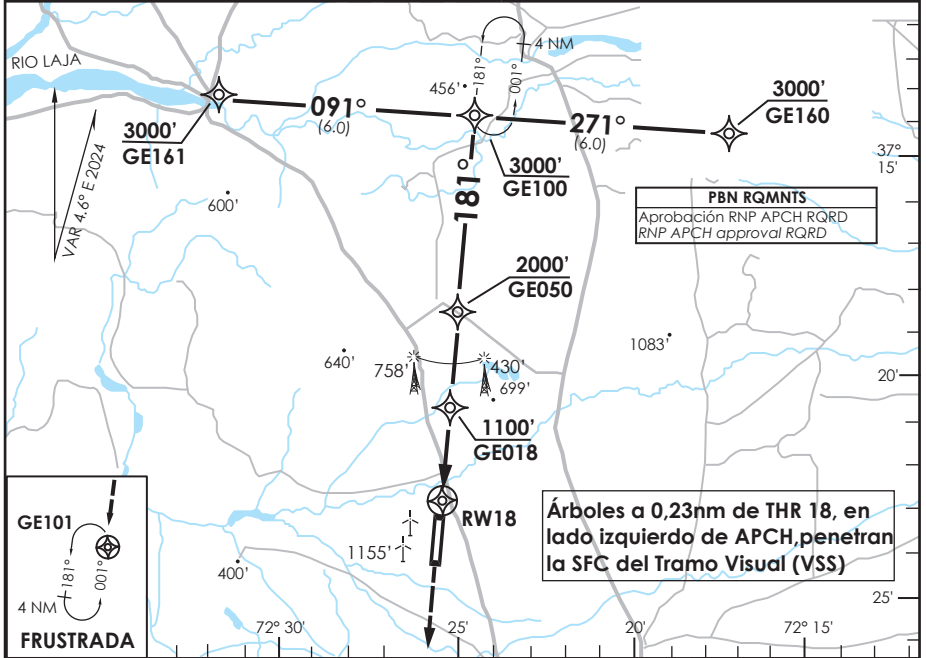 RIO LAJA
4 NM
181°
001°
456'
091°
(6.0)
271°
(6.0)
3000'
GE160
3000'
GE161
3000'
GE100
37°
15'
VAR 4.6° E 2024
600'
181°
PBN RQMNTS
Aprobación RNP APCH RQRD
RNP APCH approval RQRD
2000'
GE050
1083'
640'
758'
430'
699'
20'
1100'
GE018
RW18
Árboles a 0,23nm de THR 18, en
lado izquierdo de APCH,penetran
la SFC del Tramo Visual (VSS)
1155'
400'
GE101
181°
001°
4 NM
FRUSTRADA
25'
72° 30'
25'
20'
72° 15'